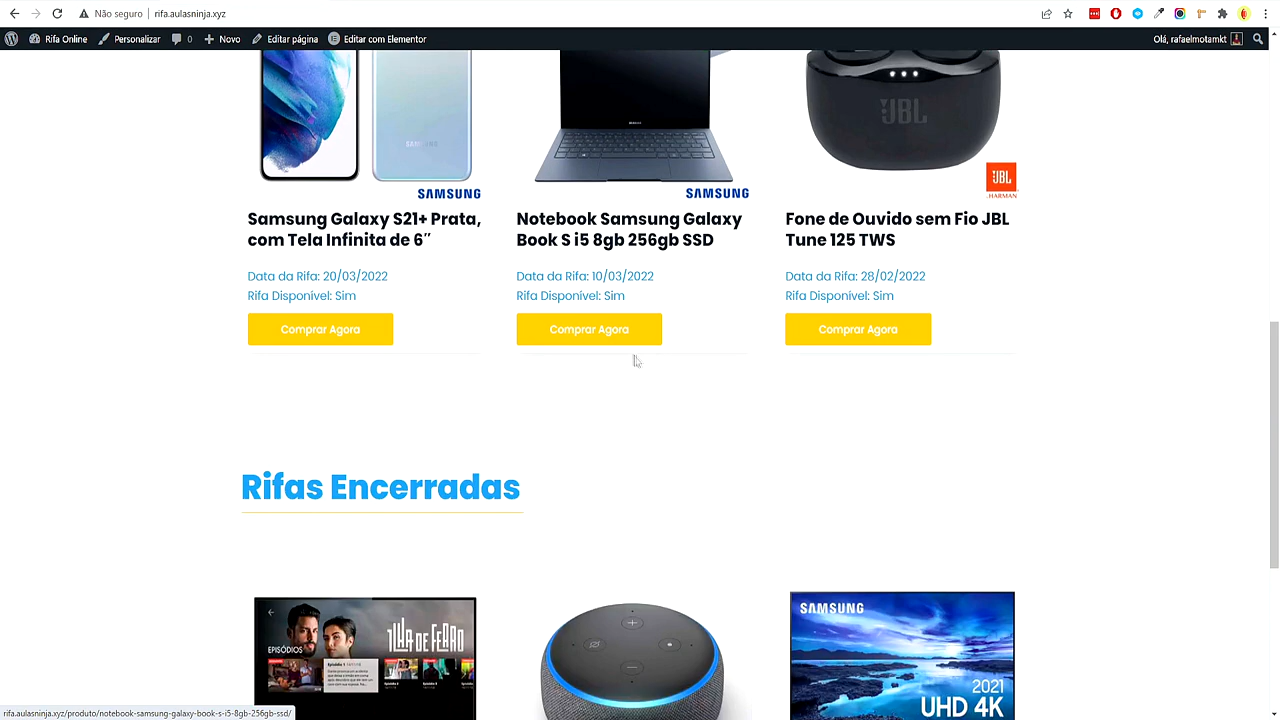 Não seguro rifa.aulasninja.xyz
Rifa Online Personalizar 0 Novo Editar página Editar com Elementor Olá, rafaelmotamkt
SAMSUNG
JBL
SAMSUNG
SAMSUNG
JBL
HARMAN
Samsung Galaxy S21+ Prata,
com Tela Infinita de 6″
Data da Rifa: 20/03/2022
Rifa Disponível: Sim
Comprar Agora
Notebook Samsung Galaxy
Book S i5 8gb 256gb SSD
Data da Rifa: 10/03/2022
Rifa Disponível: Sim
Comprar Agora
Fone de Ouvido sem Fio JBL
Tune 125 TWS
Data da Rifa: 28/02/2022
Rifa Disponível: Sim
Comprar Agora
Rifas Encerradas
ILHA DE FERRO
EPISÓDIOS
SAMSUNG
2021
UHD 4K
rifa.aulasninja.xyz/produto/notebook-samsung-galaxy-book-s-i5-8gb-256gb-ssd/